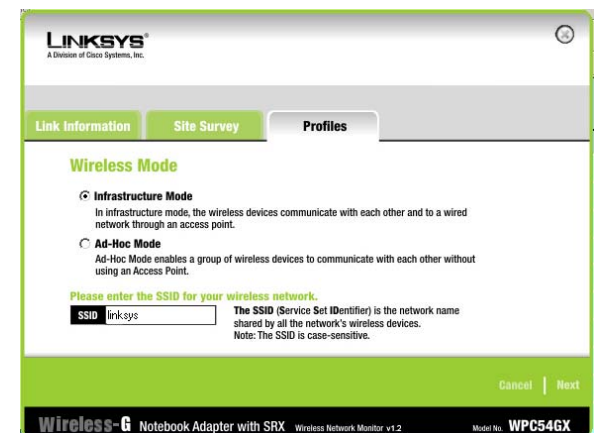 LINKSYS®
A Division of Cisco Systems, Inc.
Link Information
Site Survey
Profiles
Wireless Mode
Infrastructure Mode
In infrastructure mode, the wireless devices communicate with each other and to a wired
network through an access point.
Ad-Hoc Mode
Ad-Hoc Mode enables a group of wireless devices to communicate with each other without
using an Access Point.
Please enter the SSID for your wireless network.
SSID linksys
The SSID (Service Set IDentifier) is the network name
shared by all the network's wireless devices.
Note: The SSID is case-sensitive.
Cancel | Next
Wireless-G Notebook Adapter with SRX Wireless Network Monitor v1.2 Model No. WPC54GX